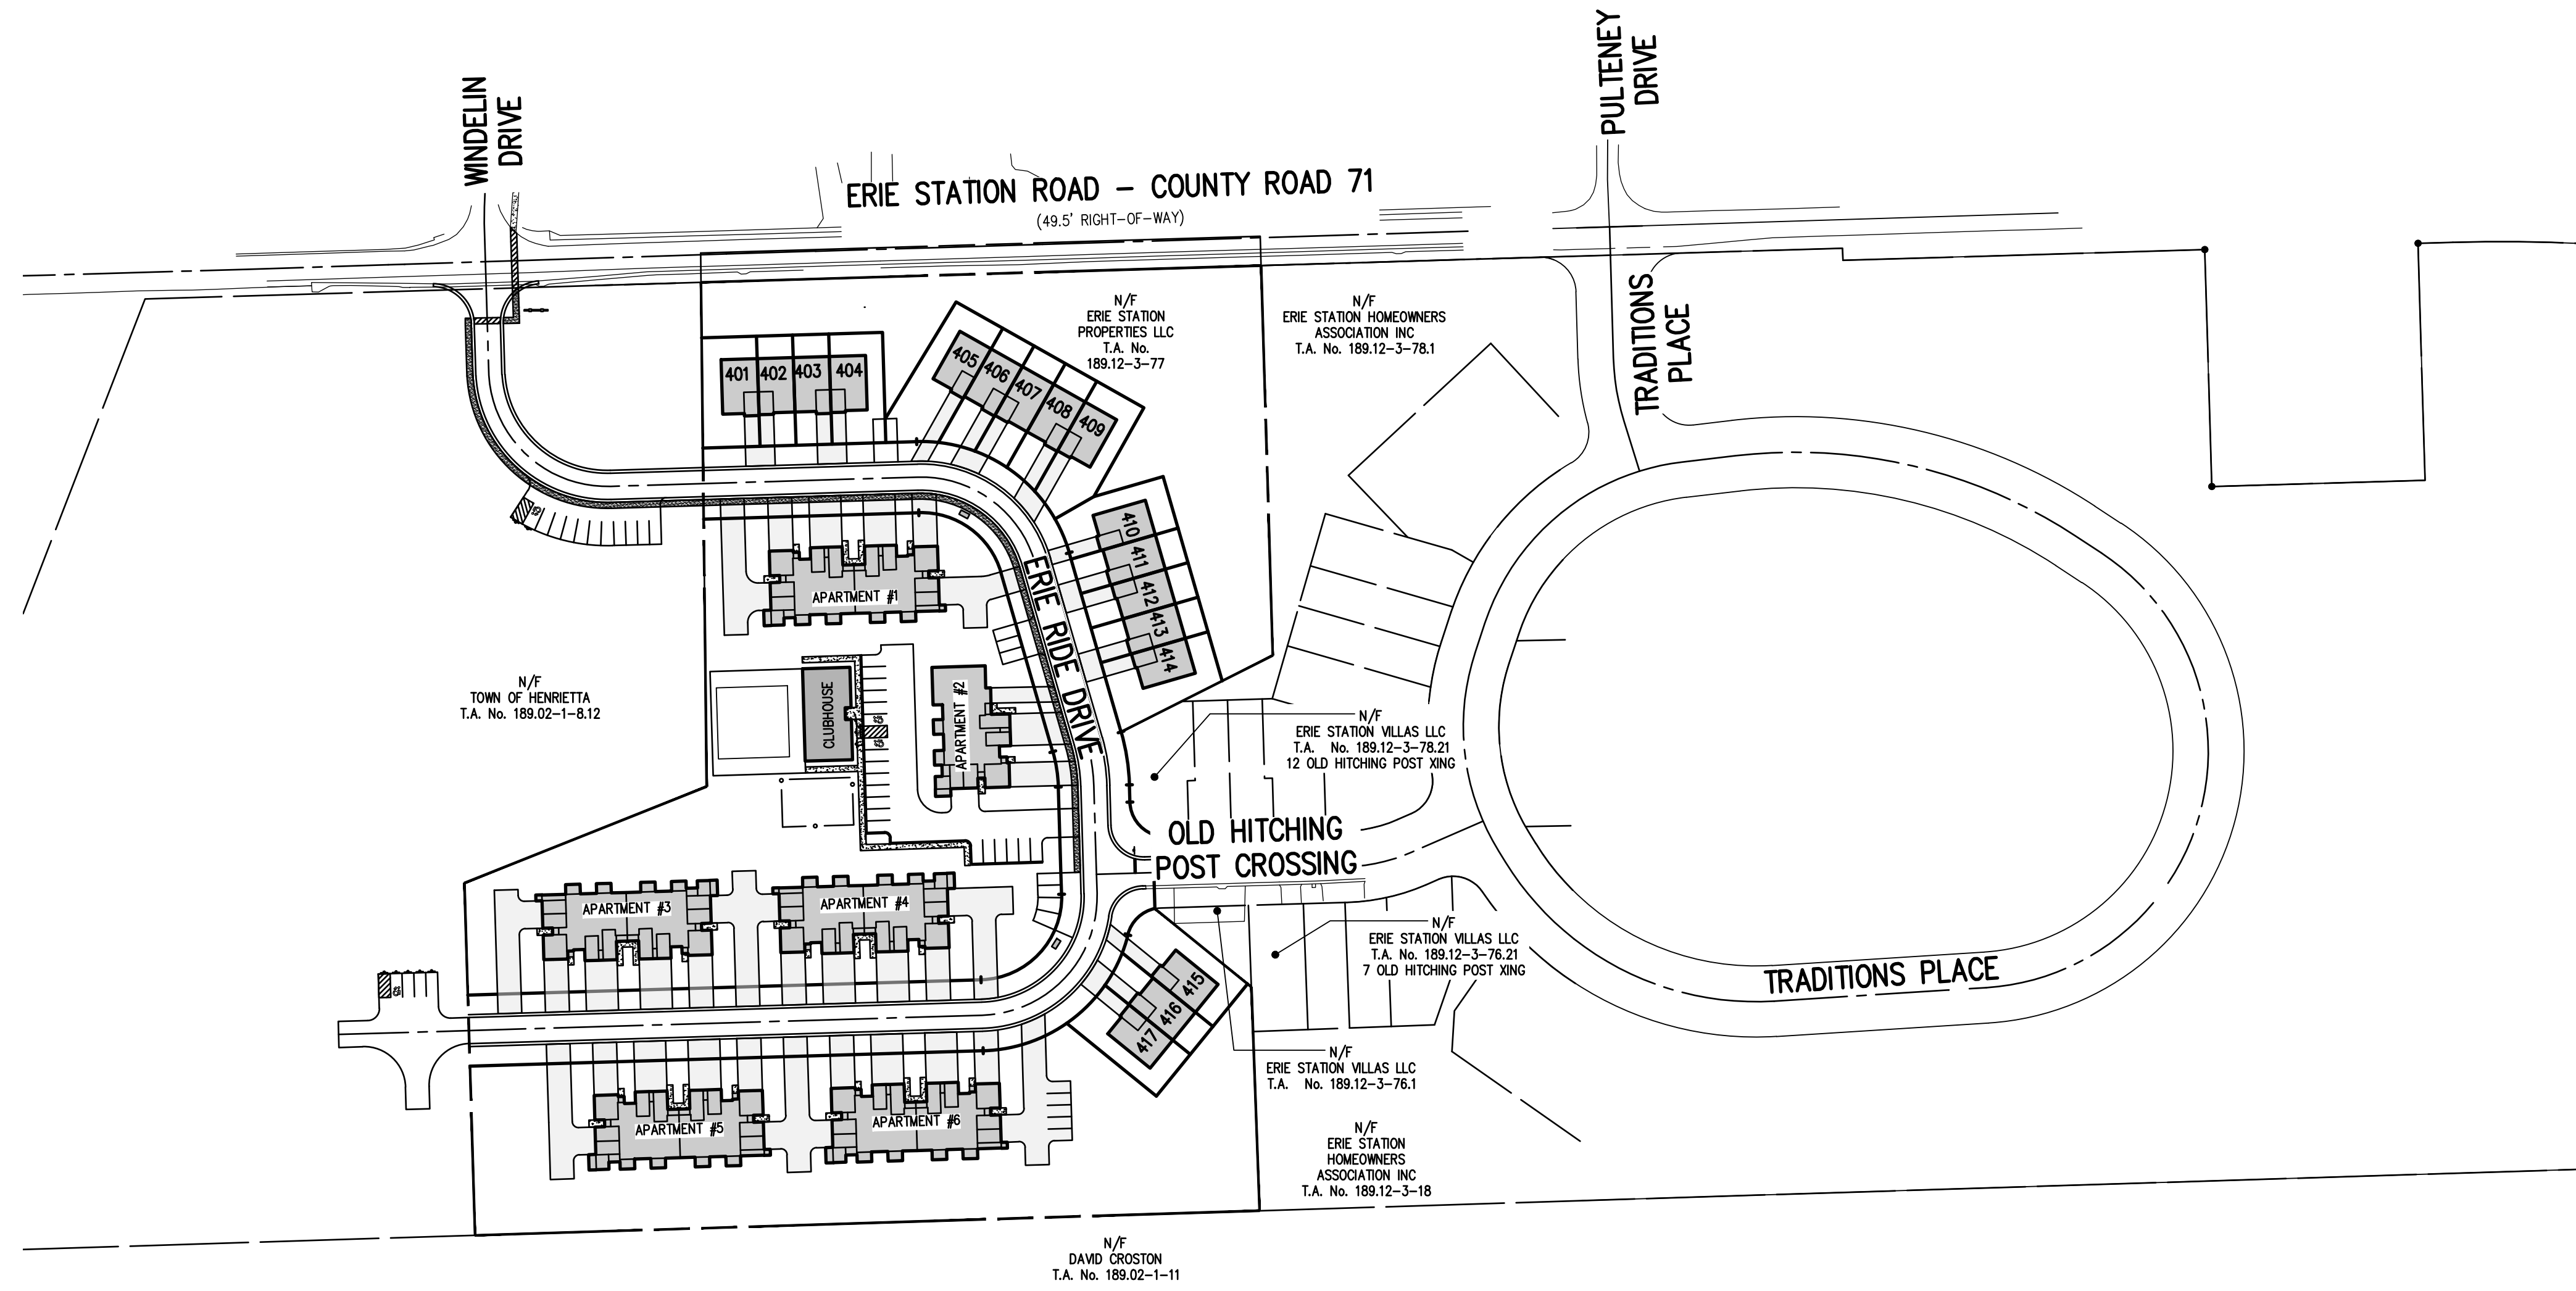 WINDELIN
DRIVE
PULTENEY
DRIVE
ERIE STATION ROAD – COUNTY ROAD 71
(49.5' RIGHT–OF–WAY)
TRADITIONS
PLACE
N/F
ERIE STATION
PROPERTIES LLC
T.A. No.
189.12–3–77
N/F
ERIE STATION HOMEOWNERS
ASSOCIATION INC
T.A. No. 189.12–3–78.1
401 402 403 404
405 406 407 408 409
410 411 412 413 414
APARTMENT #1
ERIE RIDE DRIVE
N/F
TOWN OF HENRIETTA
T.A. No. 189.02–1–8.12
CLUBHOUSE
APARTMENT #2
N/F
ERIE STATION VILLAS LLC
T.A. No. 189.12–3–78.21
12 OLD HITCHING POST XING
OLD HITCHING
POST CROSSING
APARTMENT #3
APARTMENT #4
N/F
ERIE STATION VILLAS LLC
T.A. No. 189.12–3–76.21
7 OLD HITCHING POST XING
TRADITIONS PLACE
415 416 417
N/F
ERIE STATION VILLAS LLC
T.A. No. 189.12–3–76.1
APARTMENT #5
APARTMENT #6
N/F
ERIE STATION
HOMEOWNERS
ASSOCIATION INC
T.A. No. 189.12–3–18
N/F
DAVID CROSTON
T.A. No. 189.02–1–11